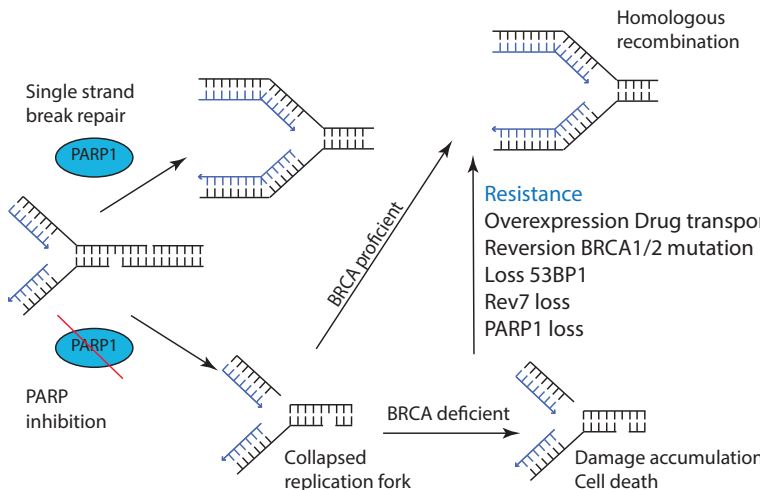 Homologous
recombination
Single strand
break repair
PARP1
BRCA proficient
Resistance
Overexpression Drug transpo
Reversion BRCA1/2 mutation
Loss 53BP1
Rev7 loss
PARP1 loss
PARP1
PARP
inhibition
BRCA deficient
Collapsed
replication fork
Damage accumulation
Cell death